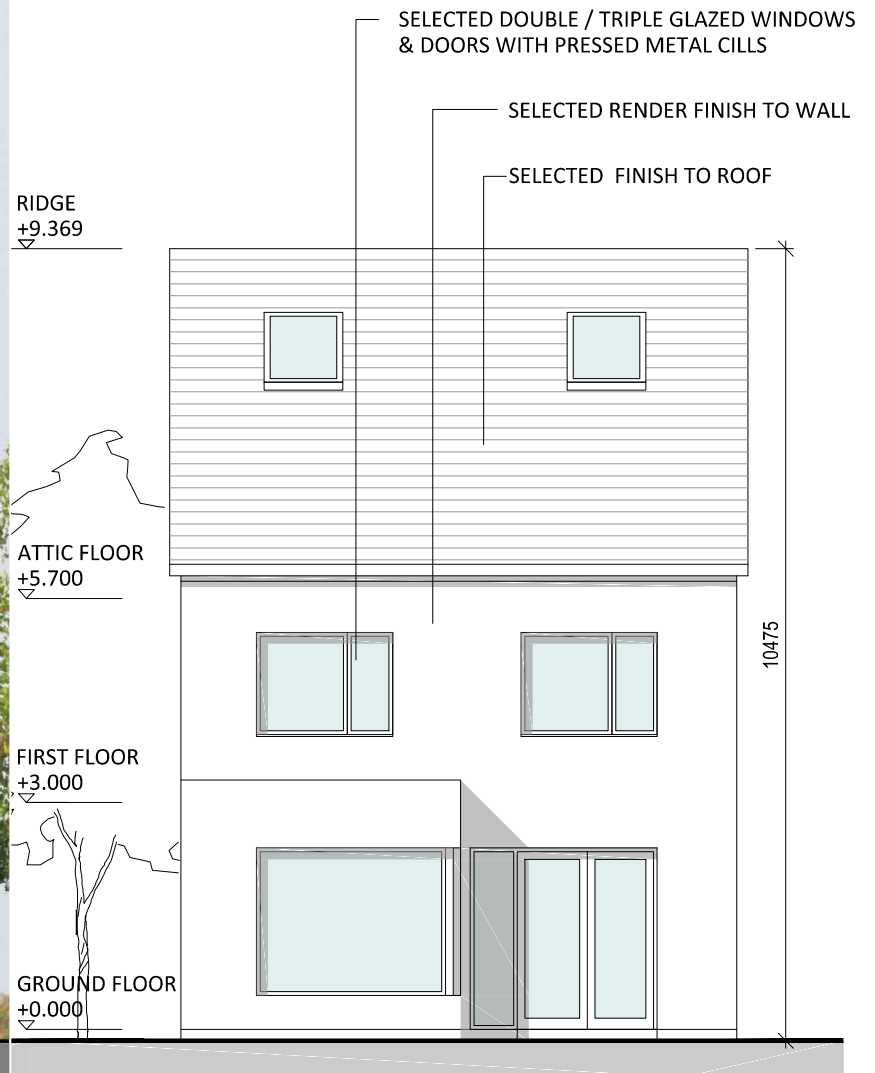 SELECTED DOUBLE / TRIPLE GLAZED WINDOWS
& DOORS WITH PRESSED METAL CILLS
SELECTED RENDER FINISH TO WALL
SELECTED FINISH TO ROOF
RIDGE
+9.369
ATTIC FLOOR
+5.700
10475
FIRST FLOOR
+3.000
GROUND FLOOR
+0.000